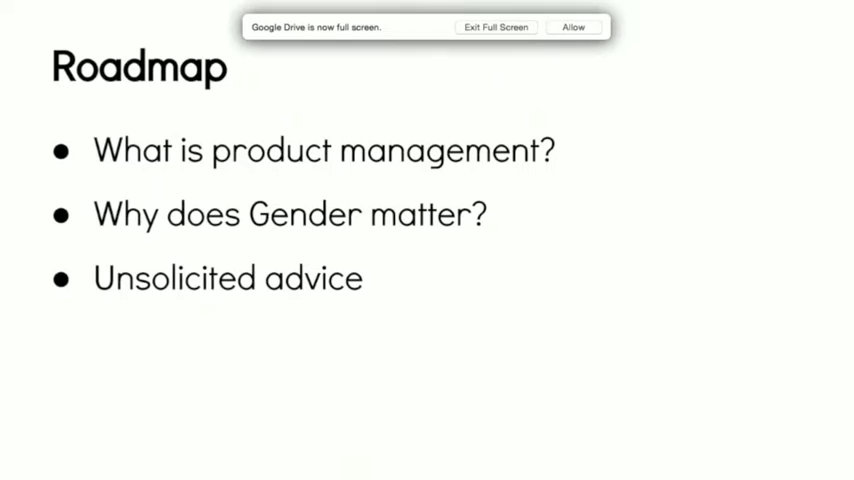 Google Drive is now full screen. Exit Full Screen Allow
Roadmap
● What is product management?
● Why does Gender matter?
● Unsolicited advice